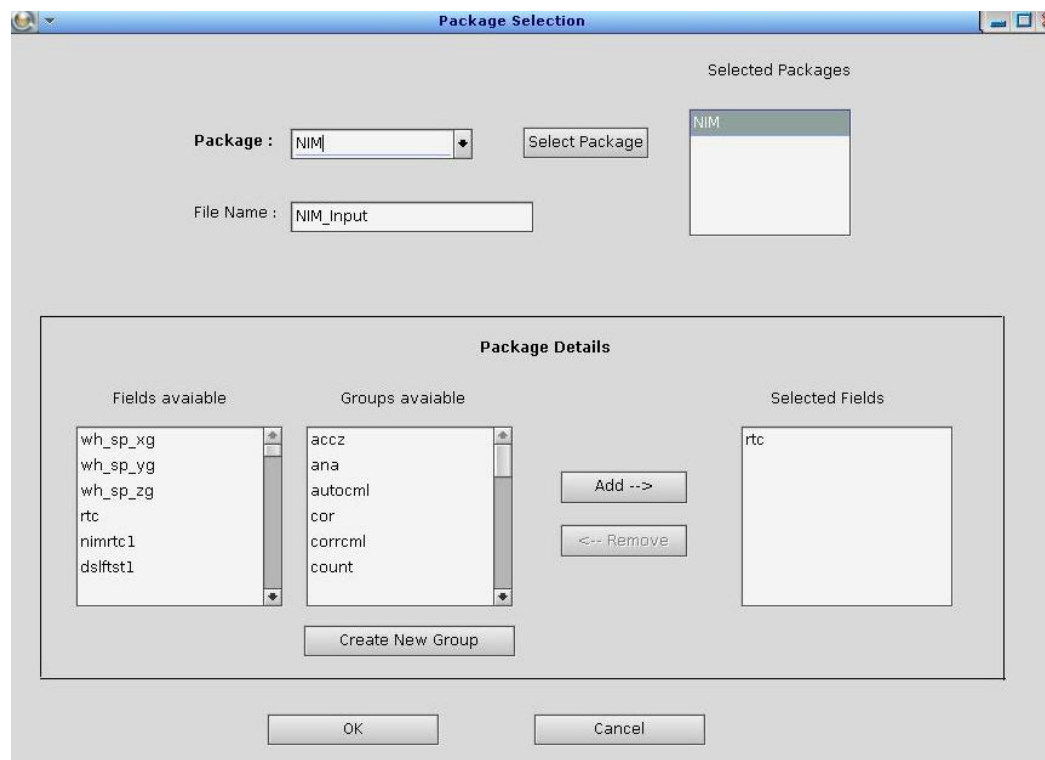 Package Selection
Selected Packages
Package :
NIM
Select Package
NIM
File Name :
NIM_Input
Package Details
Fields avaiable
Groups avaiable
Selected Fields
wh_sp_xg
wh_sp_yg
wh_sp_zg
rtc
nimrtc1
dslftst1
accz
ana
autocml
cor
corrcml
count
Add -->
<-- Remove
rtc
Create New Group
OK
Cancel